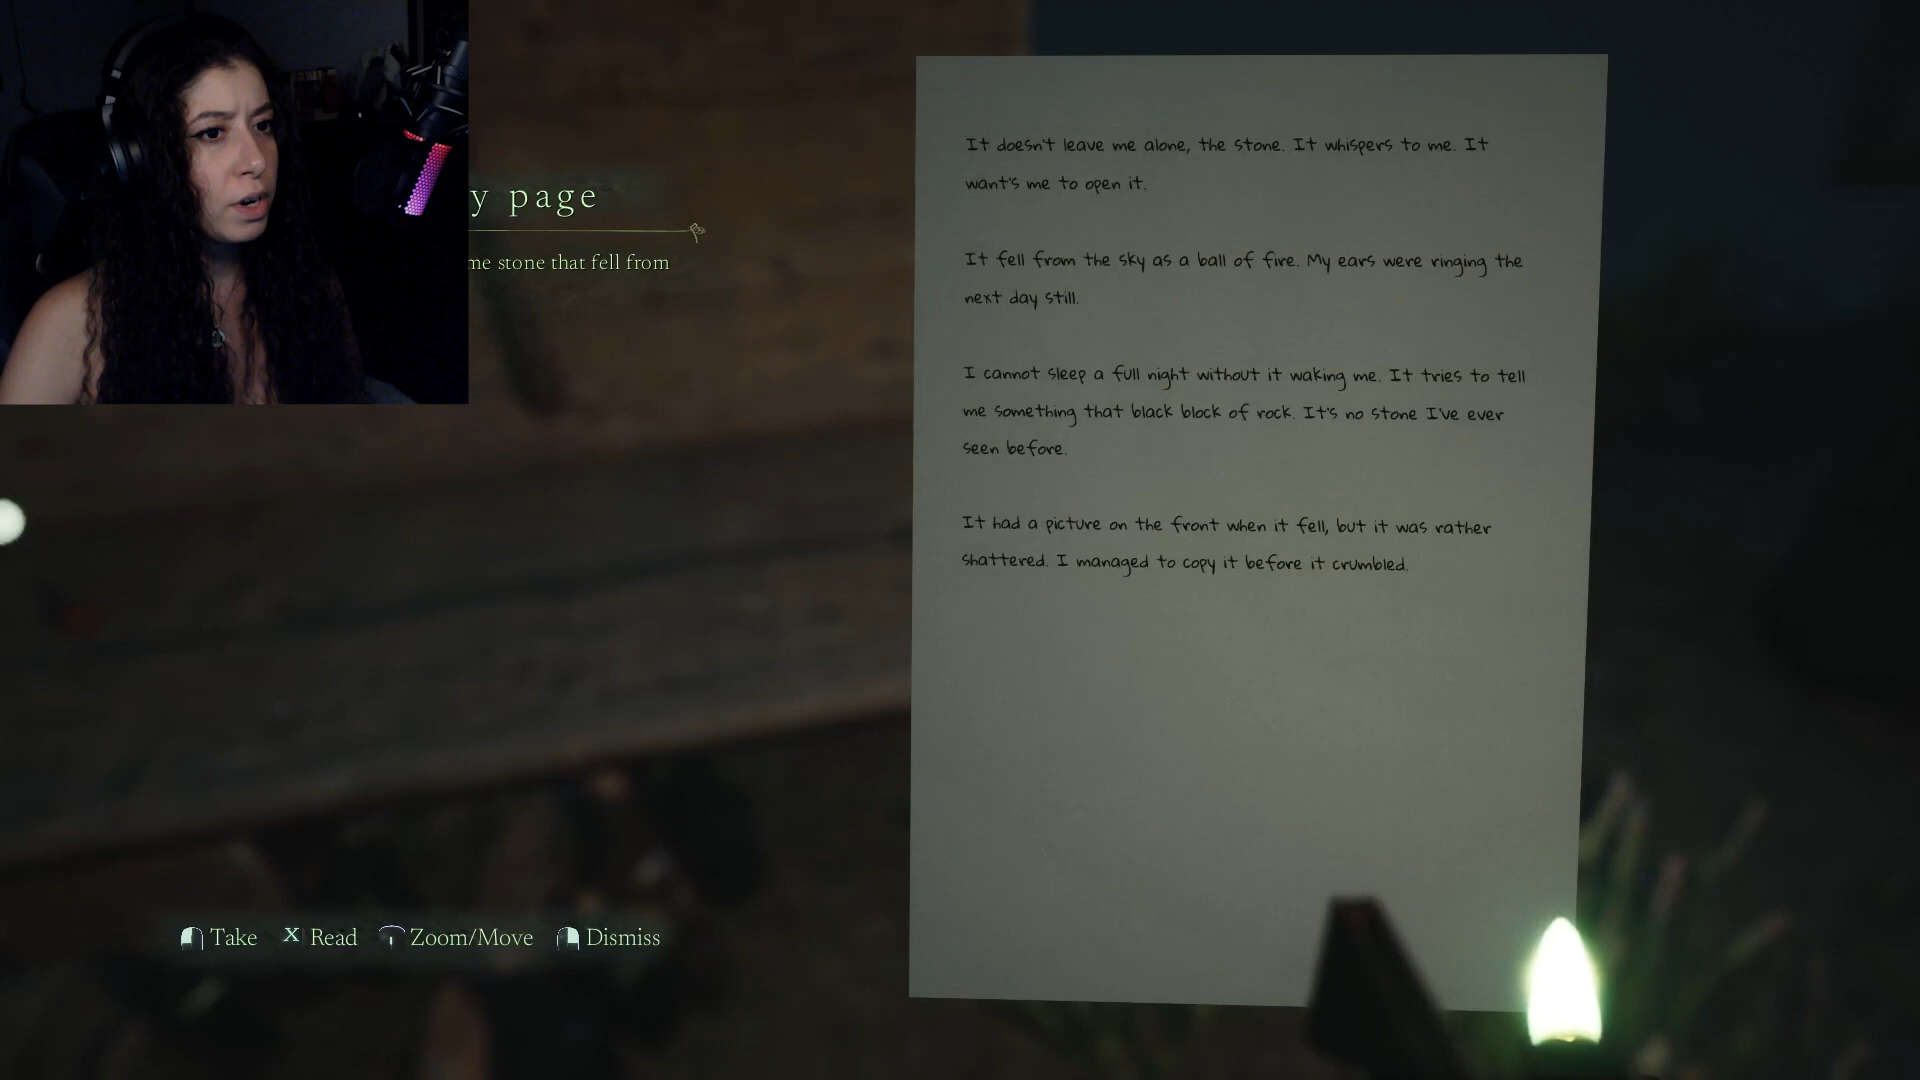 y page
me stone that fell from
It doesn't leave me alone, the stone. It whispers to me. It
want's me to open it.
It fell from the sky as a ball of fire. My ears were ringing the
next day still.
I cannot sleep a full night without it waking me. It tries to tell
me something that black block of rock. It's no stone I've ever
seen before.
It had a picture on the front when it fell, but it was rather
shattered. I managed to copy it before it crumbled.
Take X Read Zoom/Move Dismiss